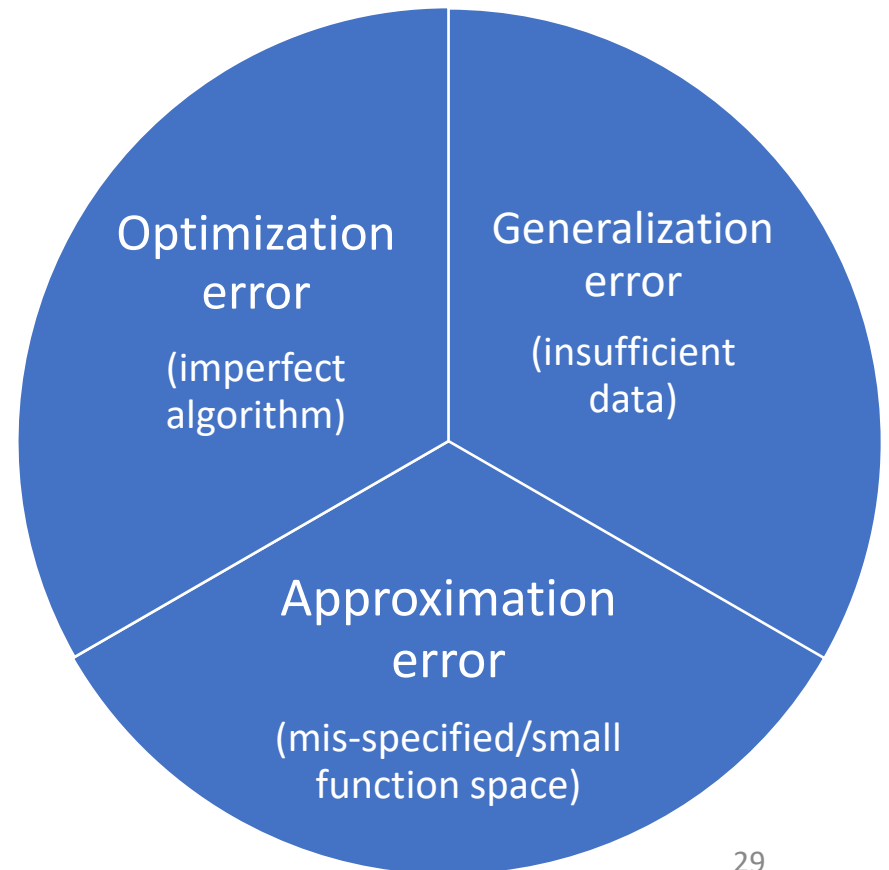 Optimization
error
(imperfect
algorithm)
Generalization
error
(insufficient
data)
Approximation
error
(mis-specified/small
function space)
29